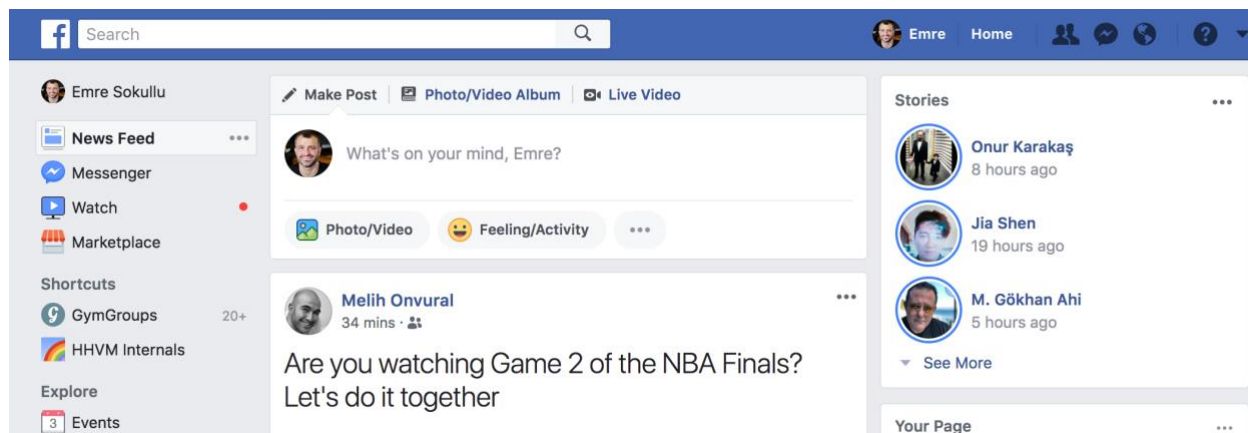 f
Search
Emre Home
?
Emre Sokullu
News Feed
Messenger
Watch
Marketplace
Shortcuts
GymGroups 20+
HHVM Internals
Explore
3 Events
Make Post Photo/Video Album Live Video
What's on your mind, Emre?
Photo/Video Feeling/Activity
Melih Onvural
34 mins ·
Are you watching Game 2 of the NBA Finals?
Let's do it together
Stories
Onur Karakaş
8 hours ago
Jia Shen
19 hours ago
M. Gökhan Ahi
5 hours ago
See More
Your Page